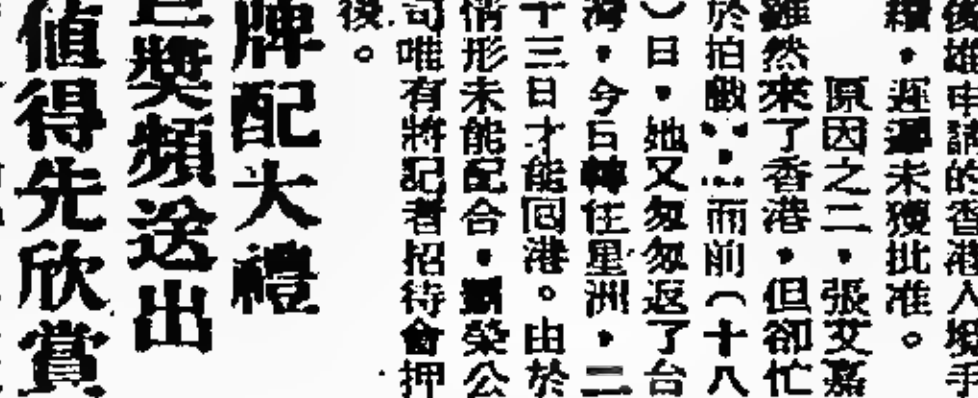 雄申請的香港入境手
續，遲遲未獲批准。
原因之二，張艾嘉
雖然來了香港，但卻忙
於拍戲，…而前（十八
）日，她又匆匆返了台
灣，今日轉往里洲，二
十三日才能回港。由於
情形未能配合，榮公
司唯有將記者招待會押
後。
牌配大禮
巨獎頻送出
值得先欣賞